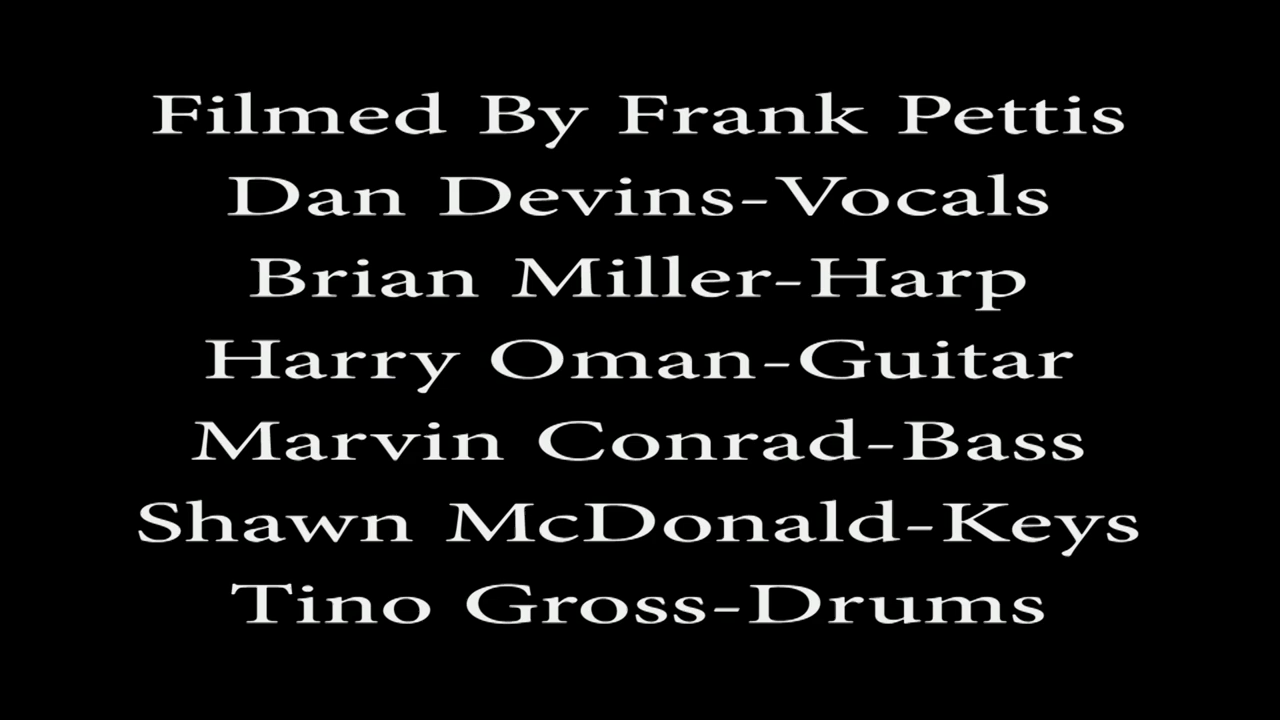 Filmed By Frank Pettis
Dan Devins-Vocals
Brian Miller-Harp
Harry Oman-Guitar
Marvin Conrad-Bass
Shawn McDonald-Keys
Tino Gross-Drums